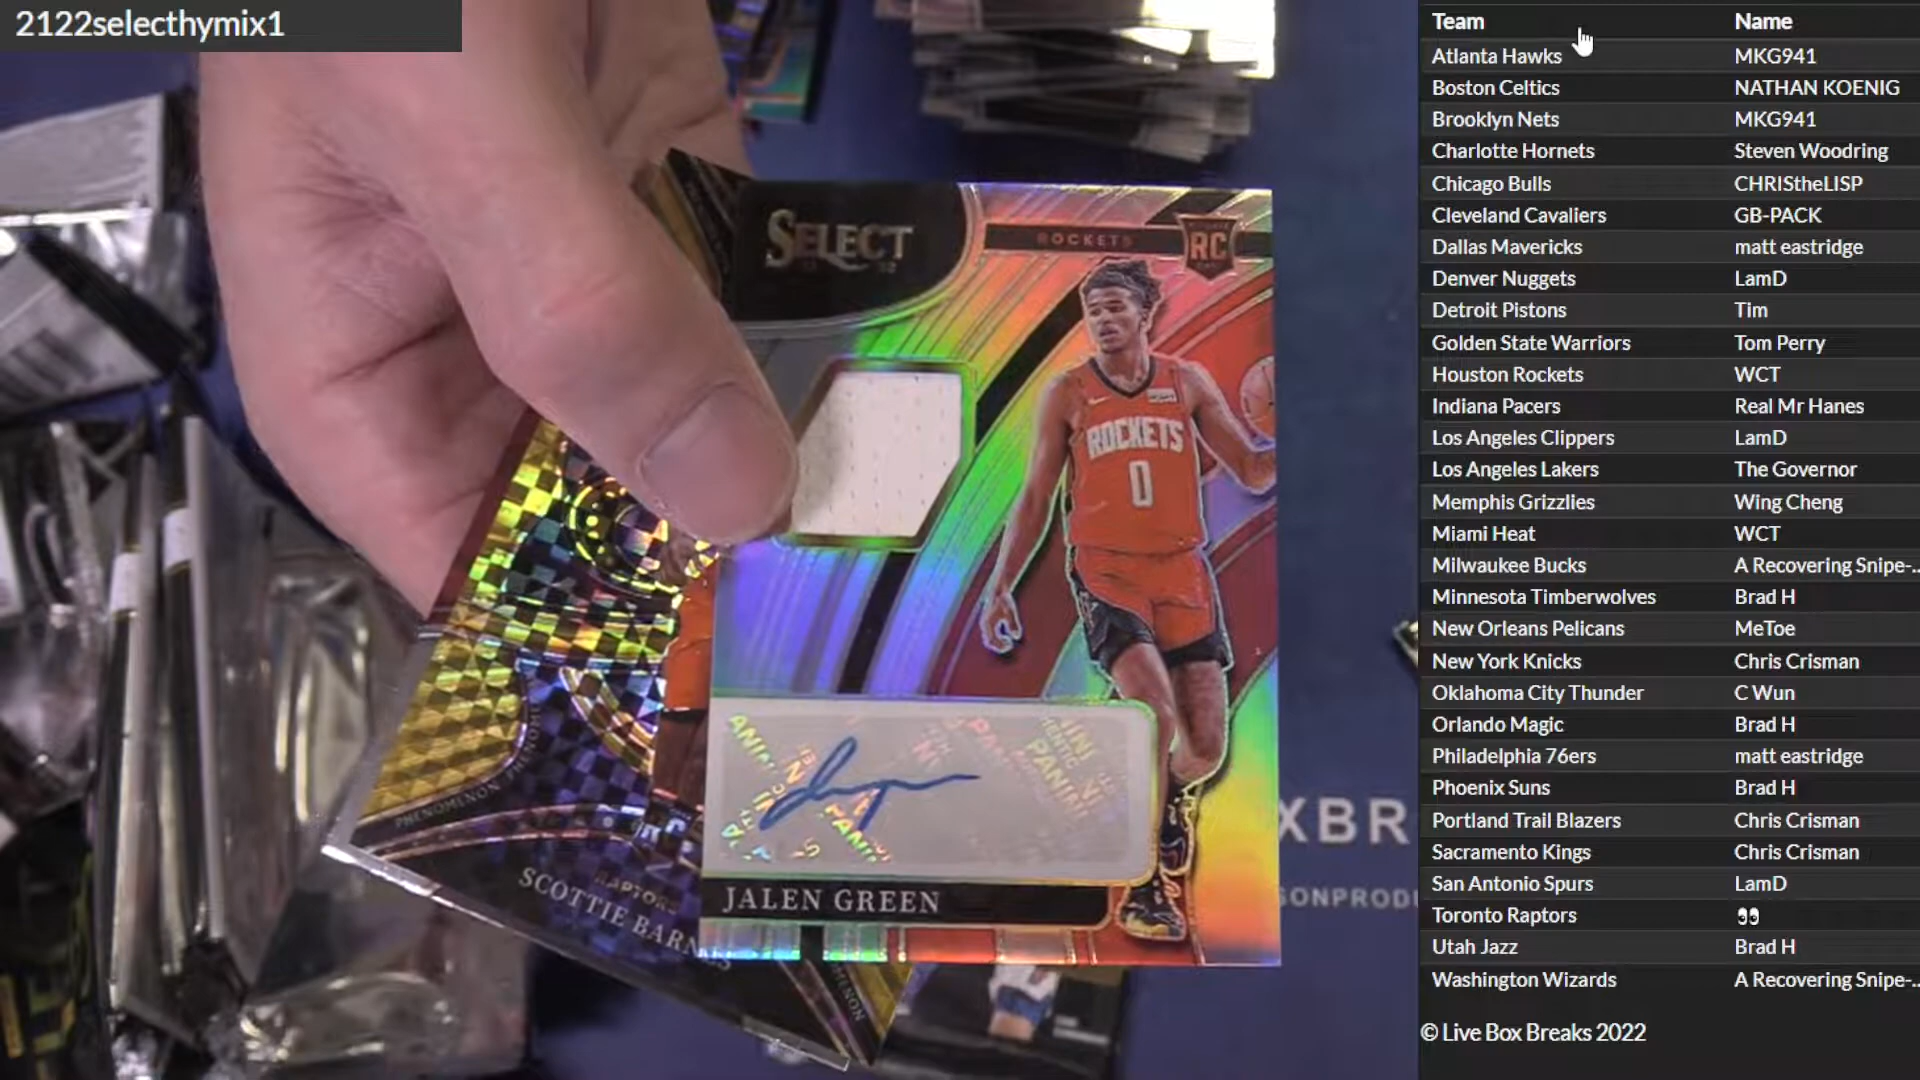 2122selecthymix1
Team Name
Atlanta Hawks MKG941
Boston Celtics NATHAN KOENIG
Brooklyn Nets MKG941
Charlotte Hornets Steven Woodring
Chicago Bulls CHRIStheLISP
Cleveland Cavaliers GB-PACK
Dallas Mavericks matt eastridge
Denver Nuggets LamD
Detroit Pistons Tim
Golden State Warriors Tom Perry
Houston Rockets WCT
Indiana Pacers Real Mr Hanes
Los Angeles Clippers LamD
Los Angeles Lakers The Governor
Memphis Grizzlies Wing Cheng
Miami Heat WCT
Milwaukee Bucks A Recovering Snipe-..
Minnesota Timberwolves Brad H
New Orleans Pelicans MeToe
New York Knicks Chris Crisman
Oklahoma City Thunder C Wun
Orlando Magic Brad H
Philadelphia 76ers matt eastridge
Phoenix Suns Brad H
Portland Trail Blazers Chris Crisman
Sacramento Kings Chris Crisman
San Antonio Spurs LamD
Toronto Raptors 👀
Utah Jazz Brad H
Washington Wizards A Recovering Snipe-..
© Live Box Breaks 2022
SELECT
ROCKETS
RC
ROCKETS
0
PANINI
JALEN GREEN
PHENOMENON
RAPTORS
SCOTTIE BARNES
XBR
SONPROD